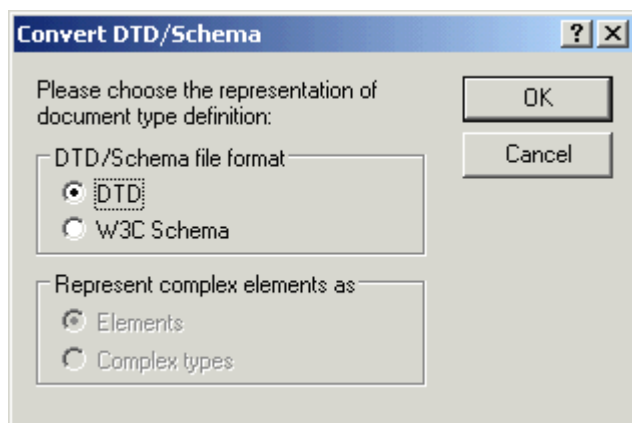 Convert DTD/Schema
Please choose the representation of
document type definition:
OK
Cancel
DTD/Schema file format
DTD
W3C Schema
Represent complex elements as
Elements
Complex types